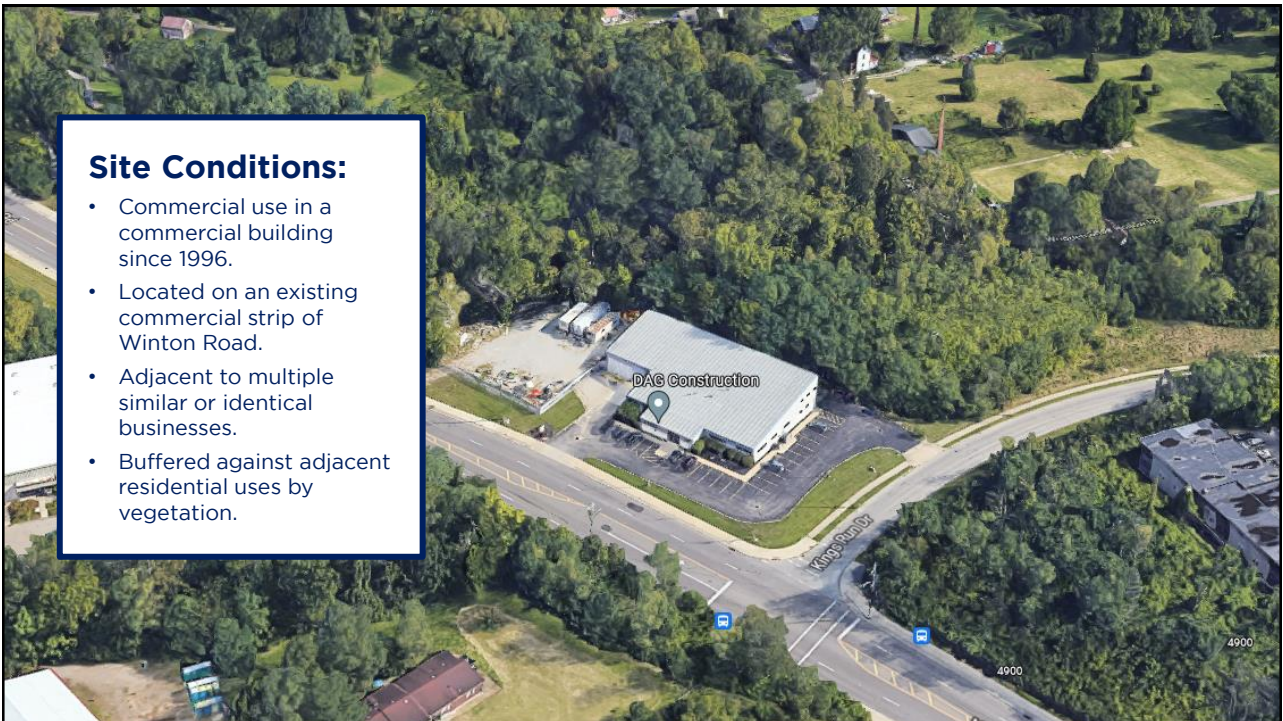 Site Conditions:
• Commercial use in a
commercial building
since 1996.
• Located on an existing
commercial strip of
Winton Road.
• Adjacent to multiple
similar or identical
businesses.
• Buffered against adjacent
residential uses by
vegetation.
DAG Construction
Kings Run Dr
4900
4900